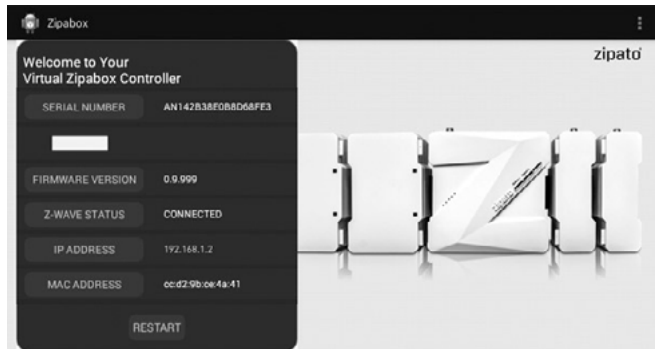 Zipabox
zipato
Welcome to Your
Virtual Zipabox Controller
SERIAL NUMBER AN142B38E0B8D68FE3
FIRMWARE VERSION 0.9.999
Z-WAVE STATUS CONNECTED
IP ADDRESS 192.168.1.2
MAC ADDRESS cc:d2:9b:ce:4a:41
RESTART